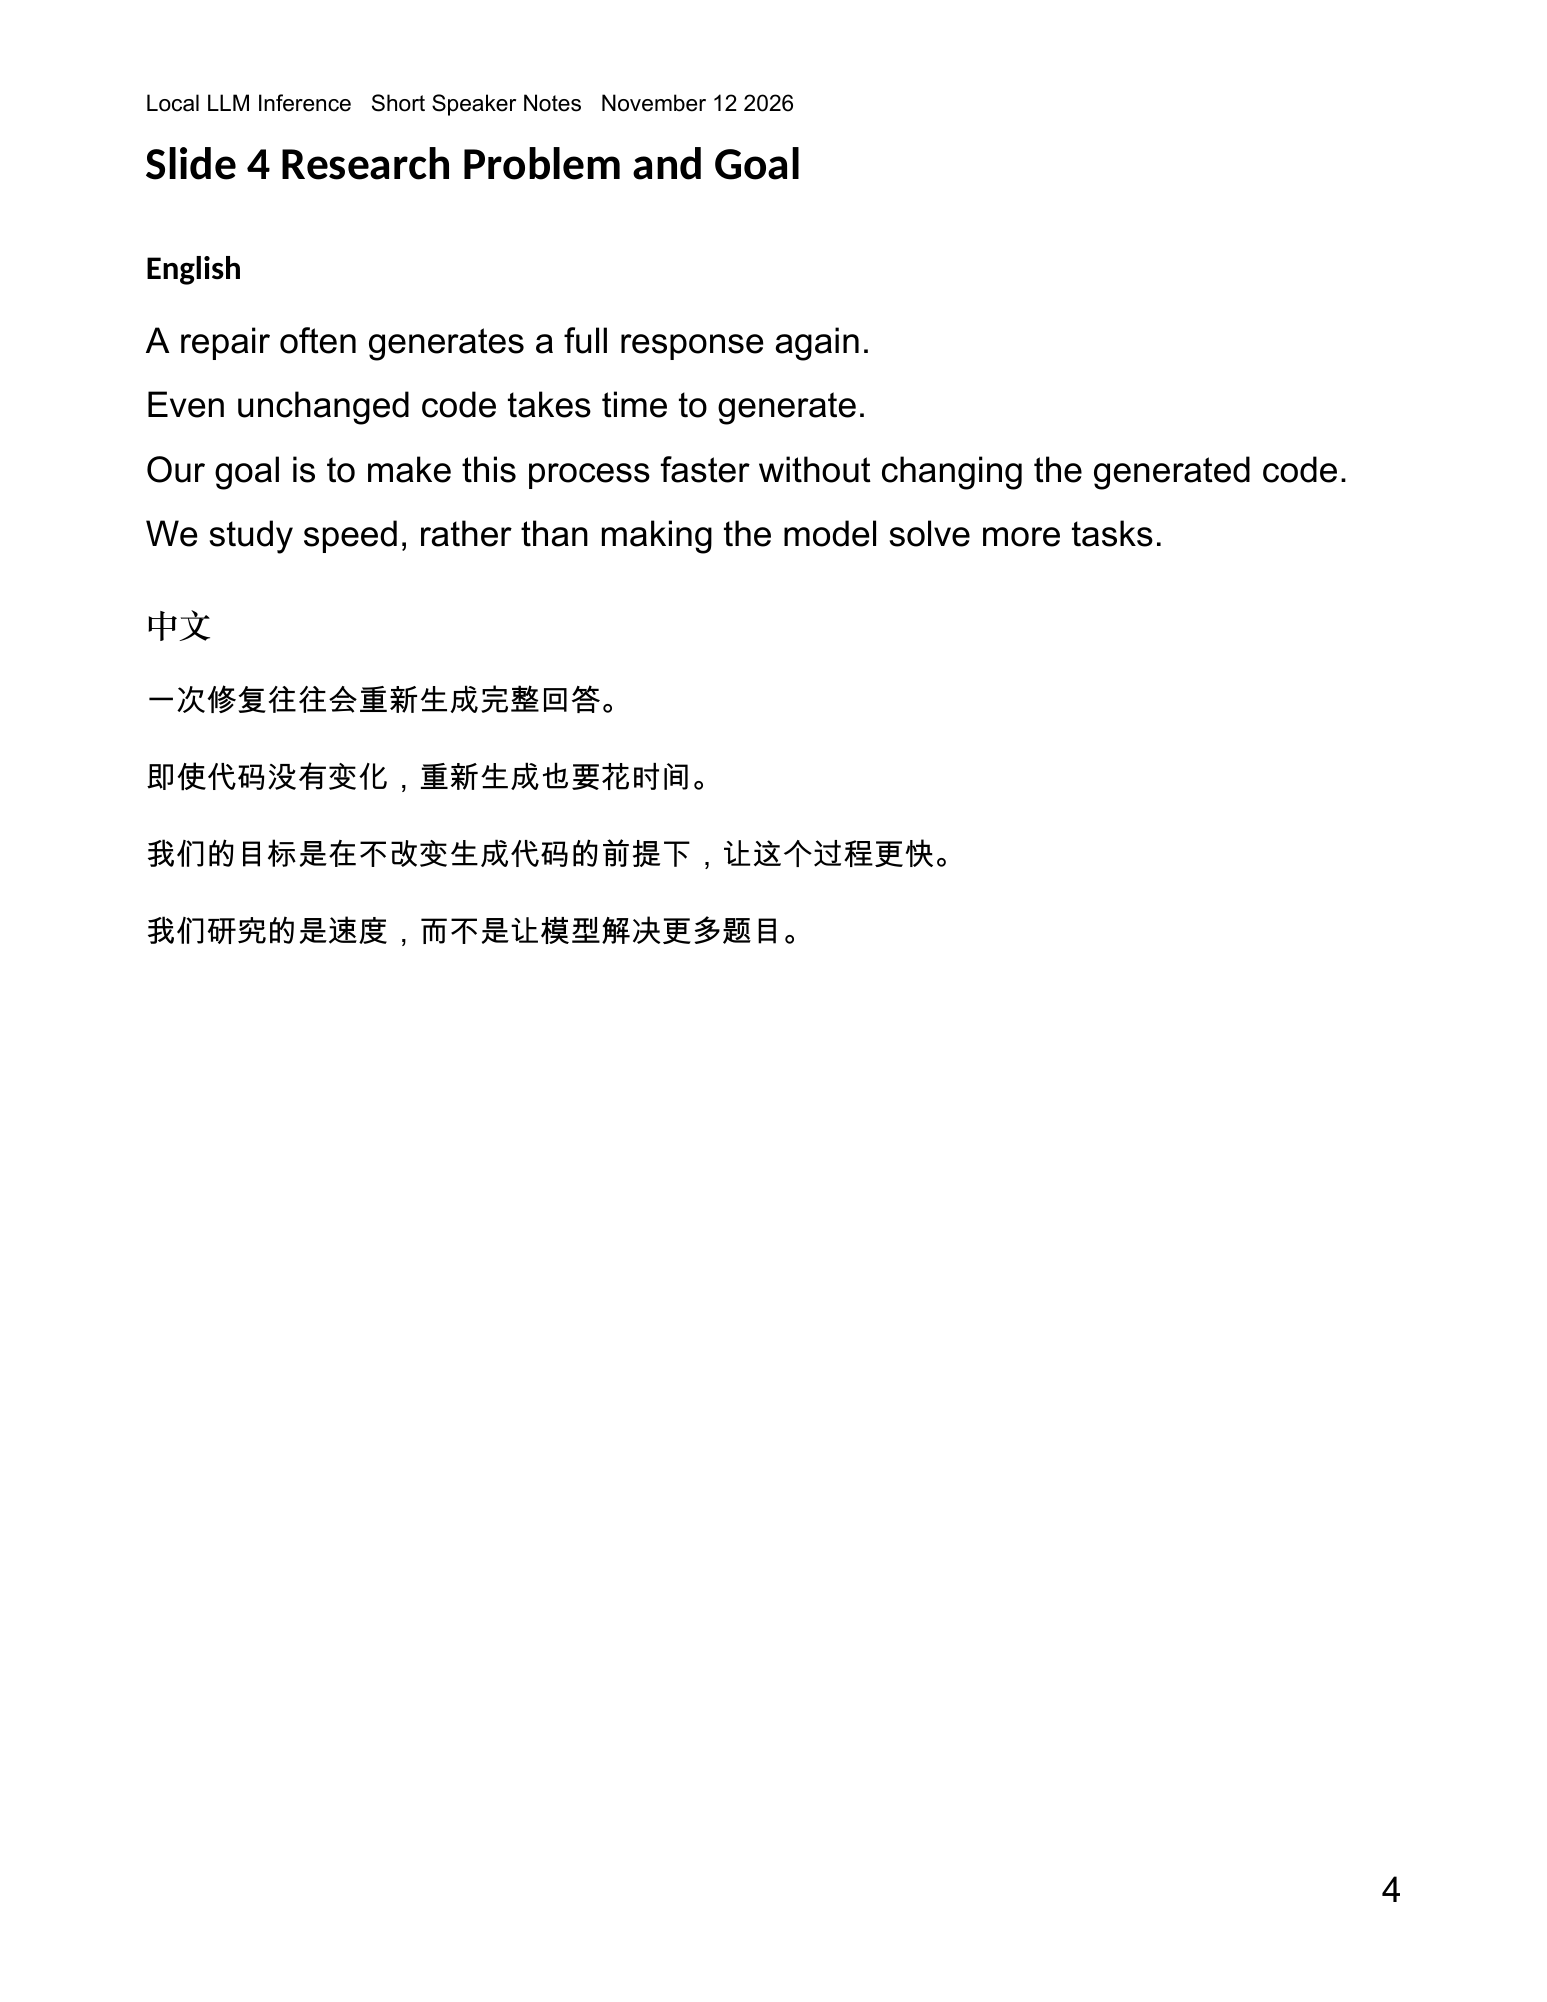 Local LLM Inference   Short Speaker Notes   November 12 2026
Slide 4 Research Problem and Goal
English
A repair often generates a full response again.
Even unchanged code takes time to generate.
Our goal is to make this process faster without changing the generated code.
We study speed, rather than making the model solve more tasks.
中文
一次修复往往会重新生成完整回答。
即使代码没有变化，重新生成也要花时间。
我们的目标是在不改变生成代码的前提下，让这个过程更快。
我们研究的是速度，而不是让模型解决更多题目。
4